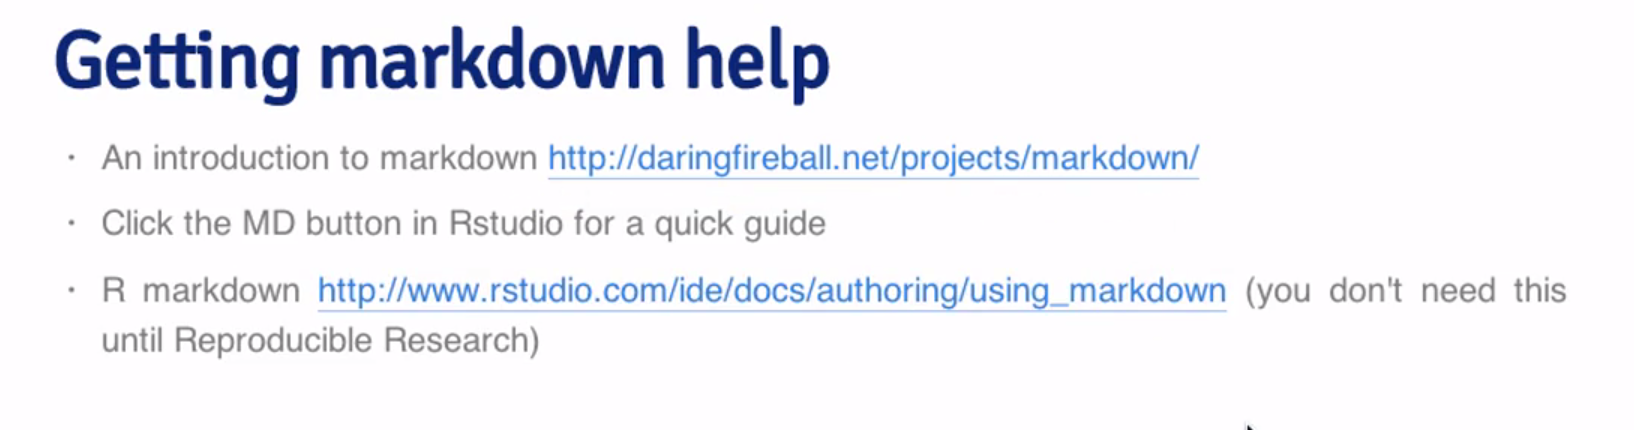 Getting markdown help
· An introduction to markdown http://daringfireball.net/projects/markdown/
· Click the MD button in Rstudio for a quick guide
· R markdown http://www.rstudio.com/ide/docs/authoring/using_markdown (you don't need this
until Reproducible Research)